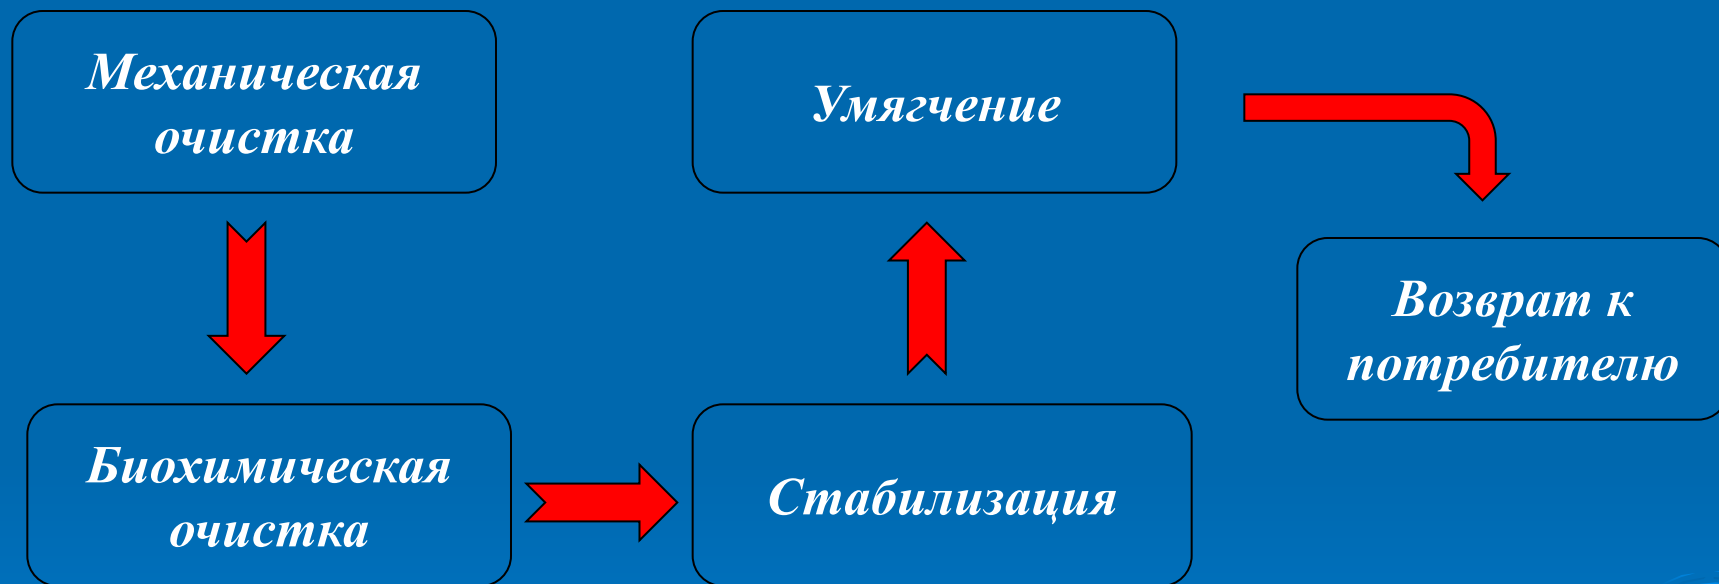 Механическая
очистка
Биохимическая
очистка
Стабилизация
Умягчение
Возврат к
потребителю